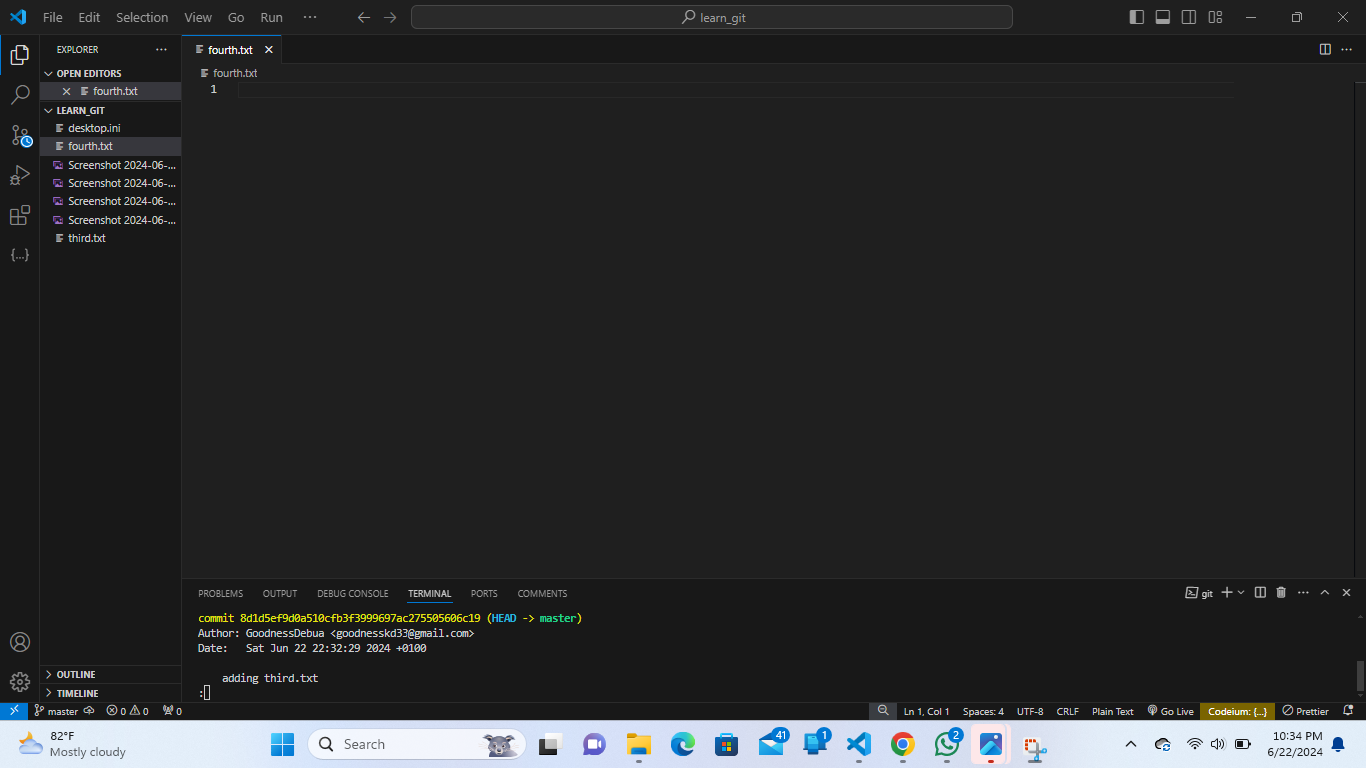 File Edit Selection View Go Run ···
learn_git
EXPLORER ···
fourth.txt
OPEN EDITORS
fourth.txt
LEARN_GIT
desktop.ini
fourth.txt
Screenshot 2024-06-...
Screenshot 2024-06-...
Screenshot 2024-06-...
Screenshot 2024-06-...
third.txt
OUTLINE
TIMELINE
fourth.txt
1
PROBLEMS OUTPUT DEBUG CONSOLE TERMINAL PORTS COMMENTS git
commit 8d1d5ef9d0a510cfb3f3999697ac275505606c19 (HEAD -> master)
Author: GoodnessDebua <goodnesskd33@gmail.com>
Date: Sat Jun 22 22:32:29 2024 +0100
adding third.txt
:
master 0 0 0 Ln 1, Col 1 Spaces: 4 UTF-8 CRLF Plain Text Go Live Codeium: {...} Prettier
82°F
Mostly cloudy
Search
41
1
2
10:34 PM
6/22/2024